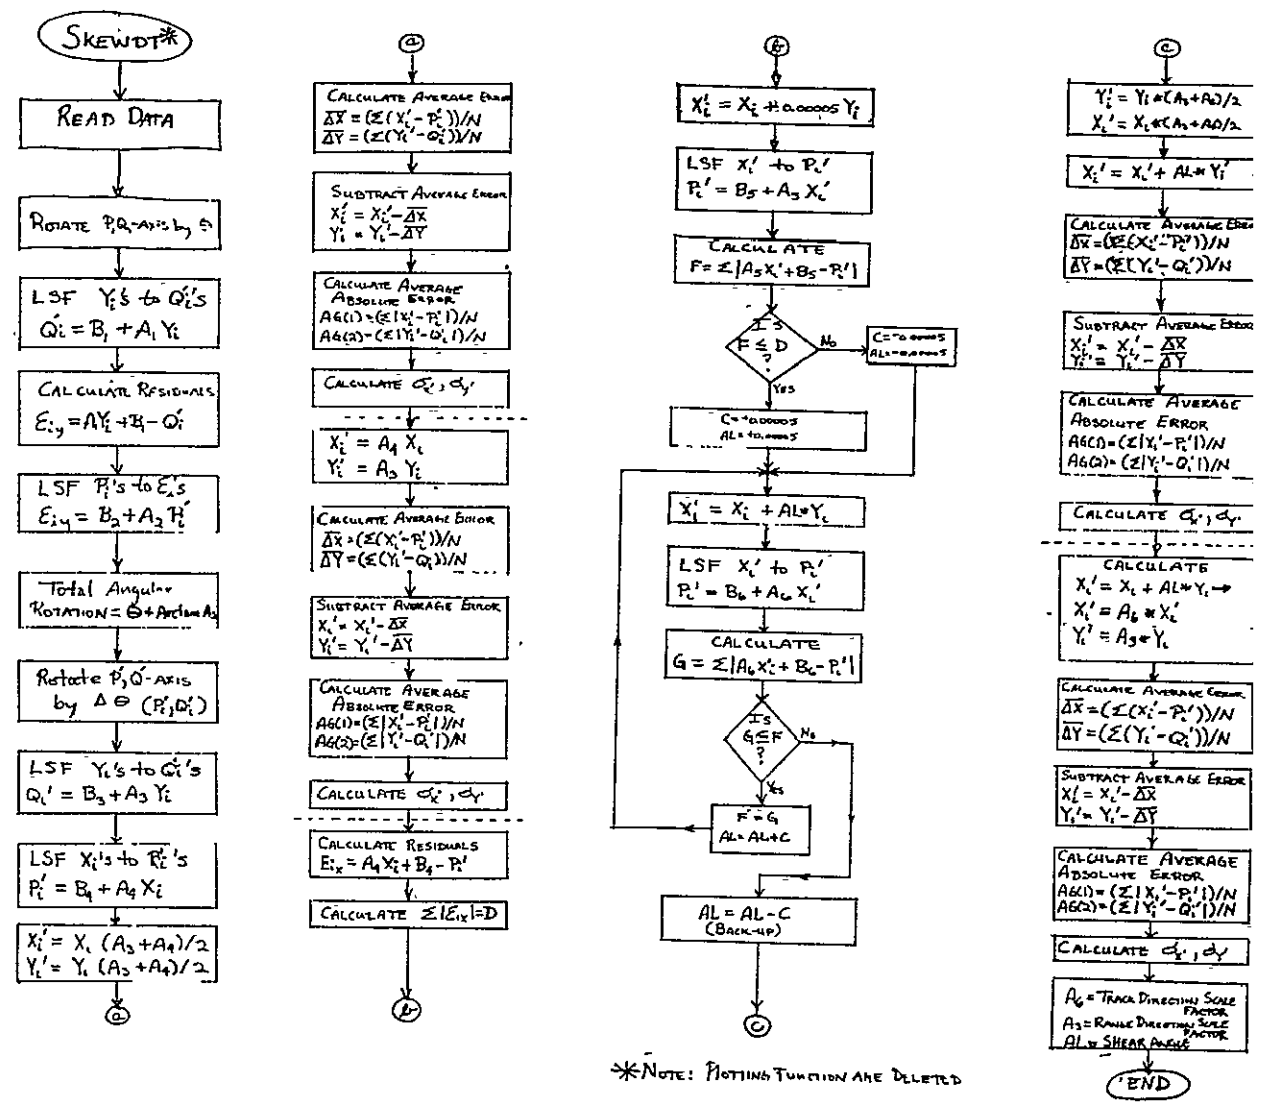 SKEWDT*
READ DATA
ROTATE P,Q-AXIS by Θ
LSF Yᵢ's to Q'ᵢ's
Q'ᵢ = B₁ + A₁ Yᵢ
CALCULATE RESIDUALS
Ɛᵢy = A₁Yᵢ + B₁ - Qᵢ'
LSF Pᵢ's to Ɛᵢ's
Ɛᵢy = B₂ + A₂ Pᵢ'
Total Angular
ROTATION = Θ + Arctan A₂
Rotate P',Q'-AXIS
by Δ Θ (Pᵢ',Qᵢ')
LSF Yᵢ's to Qᵢ's
Qᵢ' = B₃ + A₃ Yᵢ
LSF Xᵢ's to Pᵢ's
Pᵢ' = B₄ + A₄ Xᵢ
Xᵢ' = Xᵢ (A₃ + A₄)/2
Yᵢ' = Yᵢ (A₃ + A₄)/2
a
a
CALCULATE AVERAGE ERROR
ΔX = (Σ(Xᵢ' - Pᵢ'))/N
ΔY = (Σ(Yᵢ' - Qᵢ'))/N
SUBTRACT AVERAGE ERROR
Xᵢ' = Xᵢ' - ΔX
Yᵢ' = Yᵢ' - ΔY
CALCULATE AVERAGE
ABSOLUTE ERROR
AG(1) = (Σ|Xᵢ' - Pᵢ'|)/N
AG(2) = (Σ|Yᵢ' - Qᵢ'|)/N
CALCULATE σx', σy'
Xᵢ' = A₄ Xᵢ
Yᵢ' = A₃ Yᵢ
CALCULATE AVERAGE ERROR
ΔX = (Σ(Xᵢ' - Pᵢ'))/N
ΔY = (Σ(Yᵢ' - Qᵢ))/N
SUBTRACT AVERAGE ERROR
Xᵢ' = Xᵢ' - ΔX
Yᵢ' = Yᵢ' - ΔY
CALCULATE AVERAGE
ABSOLUTE ERROR
AG(1) = (Σ|Xᵢ' - Pᵢ'|)/N
AG(2) = (Σ|Yᵢ' - Qᵢ'|)/N
CALCULATE σx', σy'
CALCULATE RESIDUALS
Eᵢx = A₄ Xᵢ + B₄ - Pᵢ'
CALCULATE Σ|Eᵢx| = D
b
b
Xᵢ' = Xᵢ + 0.00005 Yᵢ
LSF Xᵢ' to Pᵢ'
Pᵢ' = B₅ + A₅ Xᵢ'
CALCULATE
F = Σ|A₅ Xᵢ' + B₅ - Pᵢ'|
IS
F ≤ D
?
No
C = -0.00005
AL = -0.00005
YES
C = +.00005
AL = +0.00005
Xᵢ' = Xᵢ + AL*Yᵢ
LSF Xᵢ' to Pᵢ'
Pᵢ' = B₆ + A₆ Xᵢ'
CALCULATE
G = Σ|A₆ Xᵢ' + B₆ - Pᵢ'|
IS
G ≤ F
?
No
Yes
F = G
AL = AL + C
AL = AL - C
(BACK-UP)
c
*NOTE: PLOTTING FUNCTION ARE DELETED
c
Yᵢ' = Yᵢ*(A₃ + A₆)/2
Xᵢ' = Xᵢ*(A₃ + A₆)/2
Xᵢ' = Xᵢ' + AL*Yᵢ'
CALCULATE AVERAGE ERROR
ΔX = (Σ(Xᵢ' - Pᵢ'))/N
ΔY = (Σ(Yᵢ' - Qᵢ'))/N
SUBTRACT AVERAGE ERROR
Xᵢ' = Xᵢ' - ΔX
Yᵢ' = Yᵢ' - ΔY
CALCULATE AVERAGE
ABSOLUTE ERROR
AG(1) = (Σ|Xᵢ' - Pᵢ'|)/N
AG(2) = (Σ|Yᵢ' - Qᵢ'|)/N
CALCULATE σx', σy'
CALCULATE
Xᵢ' = Xᵢ + AL*Yᵢ →
Xᵢ' = A₆ * Xᵢ'
Yᵢ' = A₃ * Yᵢ
CALCULATE AVERAGE ERROR
ΔX = (Σ(Xᵢ' - Pᵢ'))/N
ΔY = (Σ(Yᵢ' - Qᵢ'))/N
SUBTRACT AVERAGE ERROR
Xᵢ' = Xᵢ' - ΔX
Yᵢ' = Yᵢ' - ΔY
CALCULATE AVERAGE
ABSOLUTE ERROR
AG(1) = (Σ|Xᵢ' - Pᵢ'|)/N
AG(2) = (Σ|Yᵢ' - Qᵢ'|)/N
CALCULATE σx', σy'
A₆ = TRACK DIRECTION SCALE
FACTOR
A₃ = RANGE DIRECTION SCALE
FACTOR
AL = SHEAR ANGLE
END